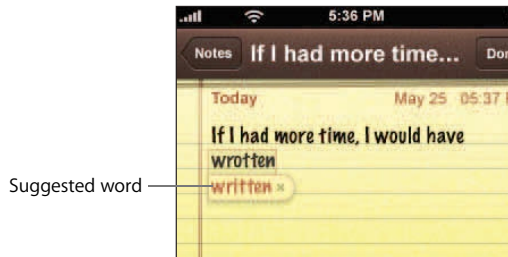 5:36 PM
Notes If I had more time... Don
Today May 25 05:37 P
If I had more time, I would have
wrotten
Suggested word written ×